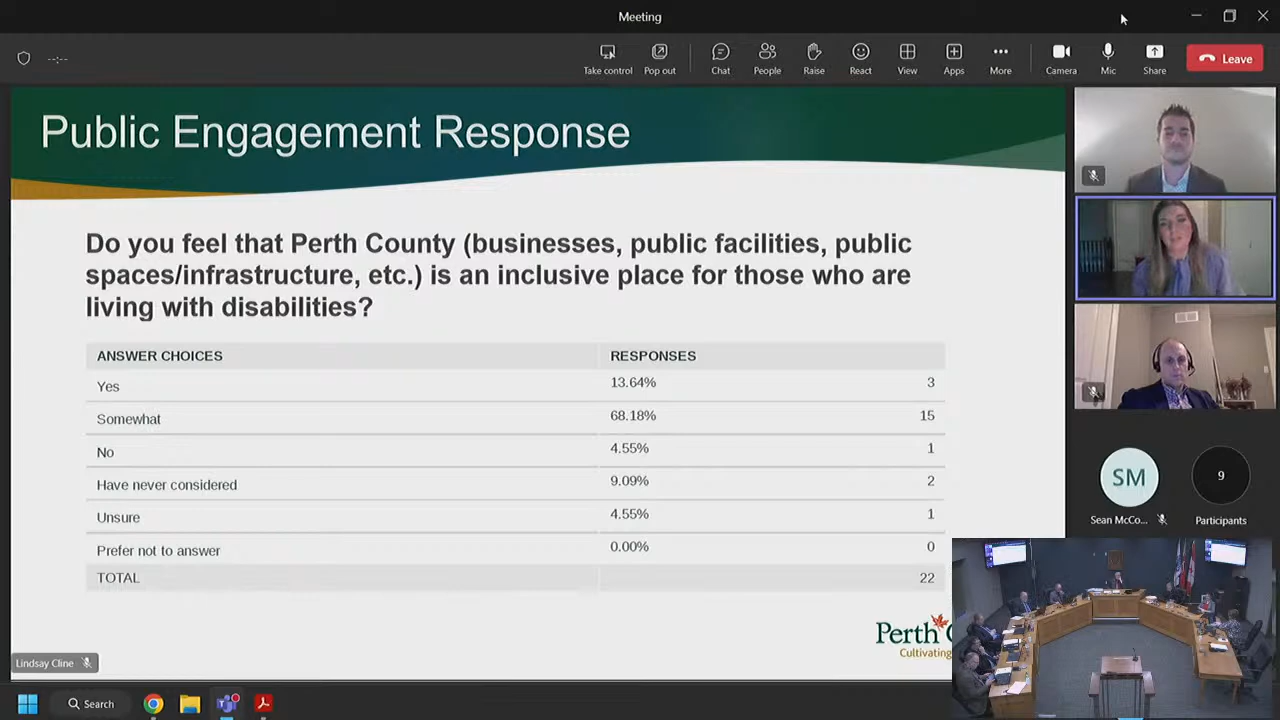 Meeting
--:--
Take control
Pop out
Chat
People
Raise
React
View
Apps
More
Camera
Mic
Share
Leave
Public Engagement Response
Do you feel that Perth County (businesses, public facilities, public
spaces/infrastructure, etc.) is an inclusive place for those who are
living with disabilities?
ANSWER CHOICES RESPONSES
Yes 13.64% 3
Somewhat 68.18% 15
No 4.55% 1
Have never considered 9.09% 2
Unsure 4.55% 1
Prefer not to answer 0.00% 0
TOTAL 22
Perth C
Cultivating
Lindsay Cline
SM
Sean McCo...
9
Participants
Search